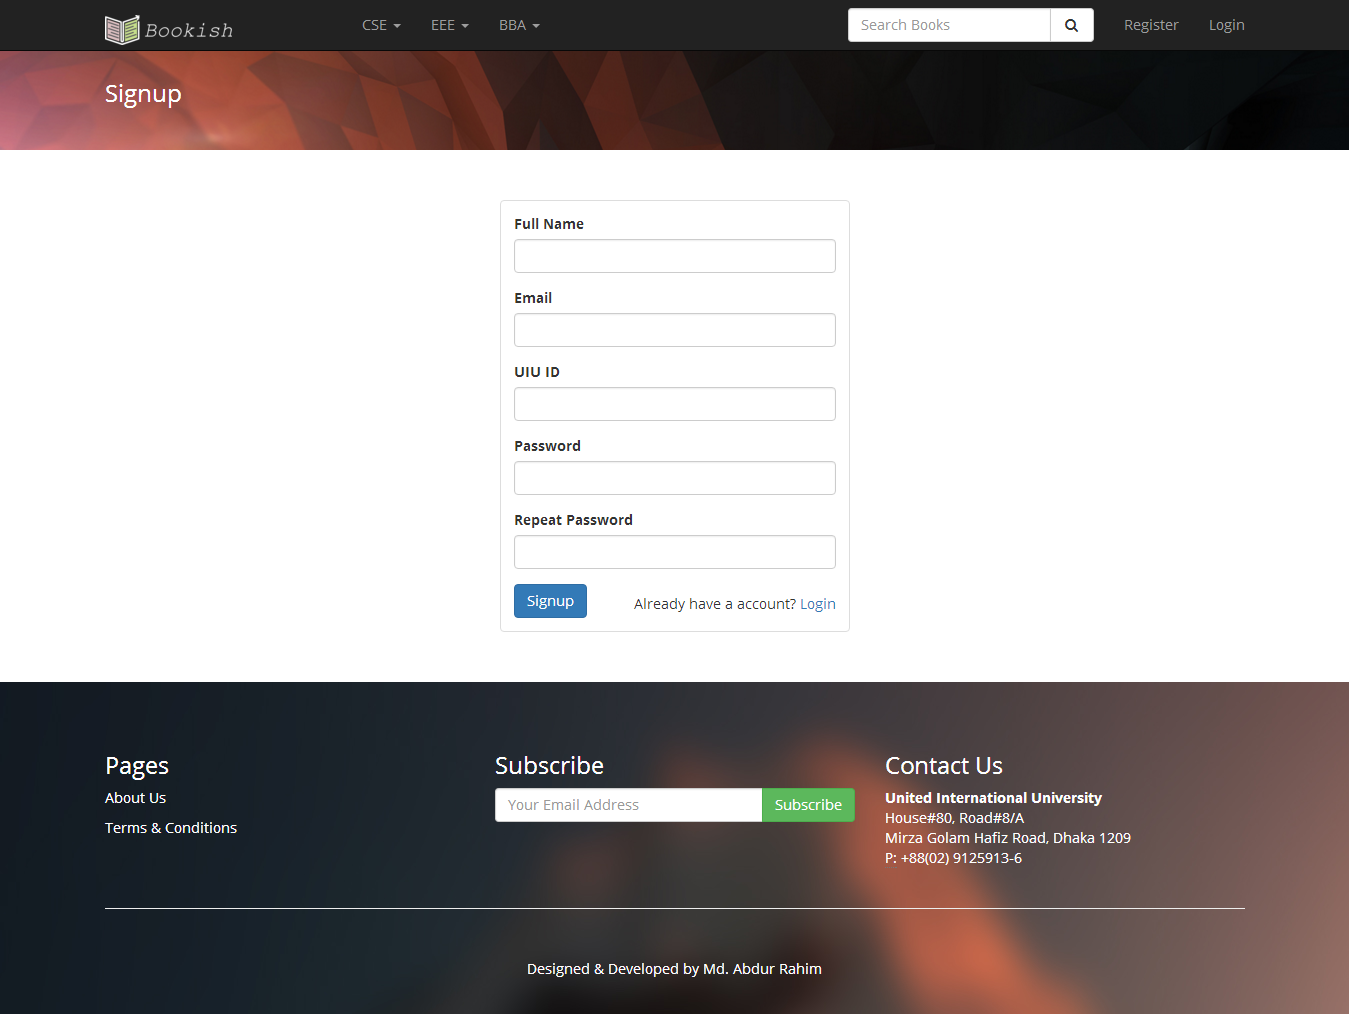 Bookish
CSE
EEE
BBA
Search Books
Register
Login
Signup
Full Name
Email
UIU ID
Password
Repeat Password
Signup
Already have a account? Login
Pages
About Us
Terms & Conditions
Subscribe
Your Email Address
Subscribe
Contact Us
United International University
House#80, Road#8/A
Mirza Golam Hafiz Road, Dhaka 1209
P: +88(02) 9125913-6
Designed & Developed by Md. Abdur Rahim